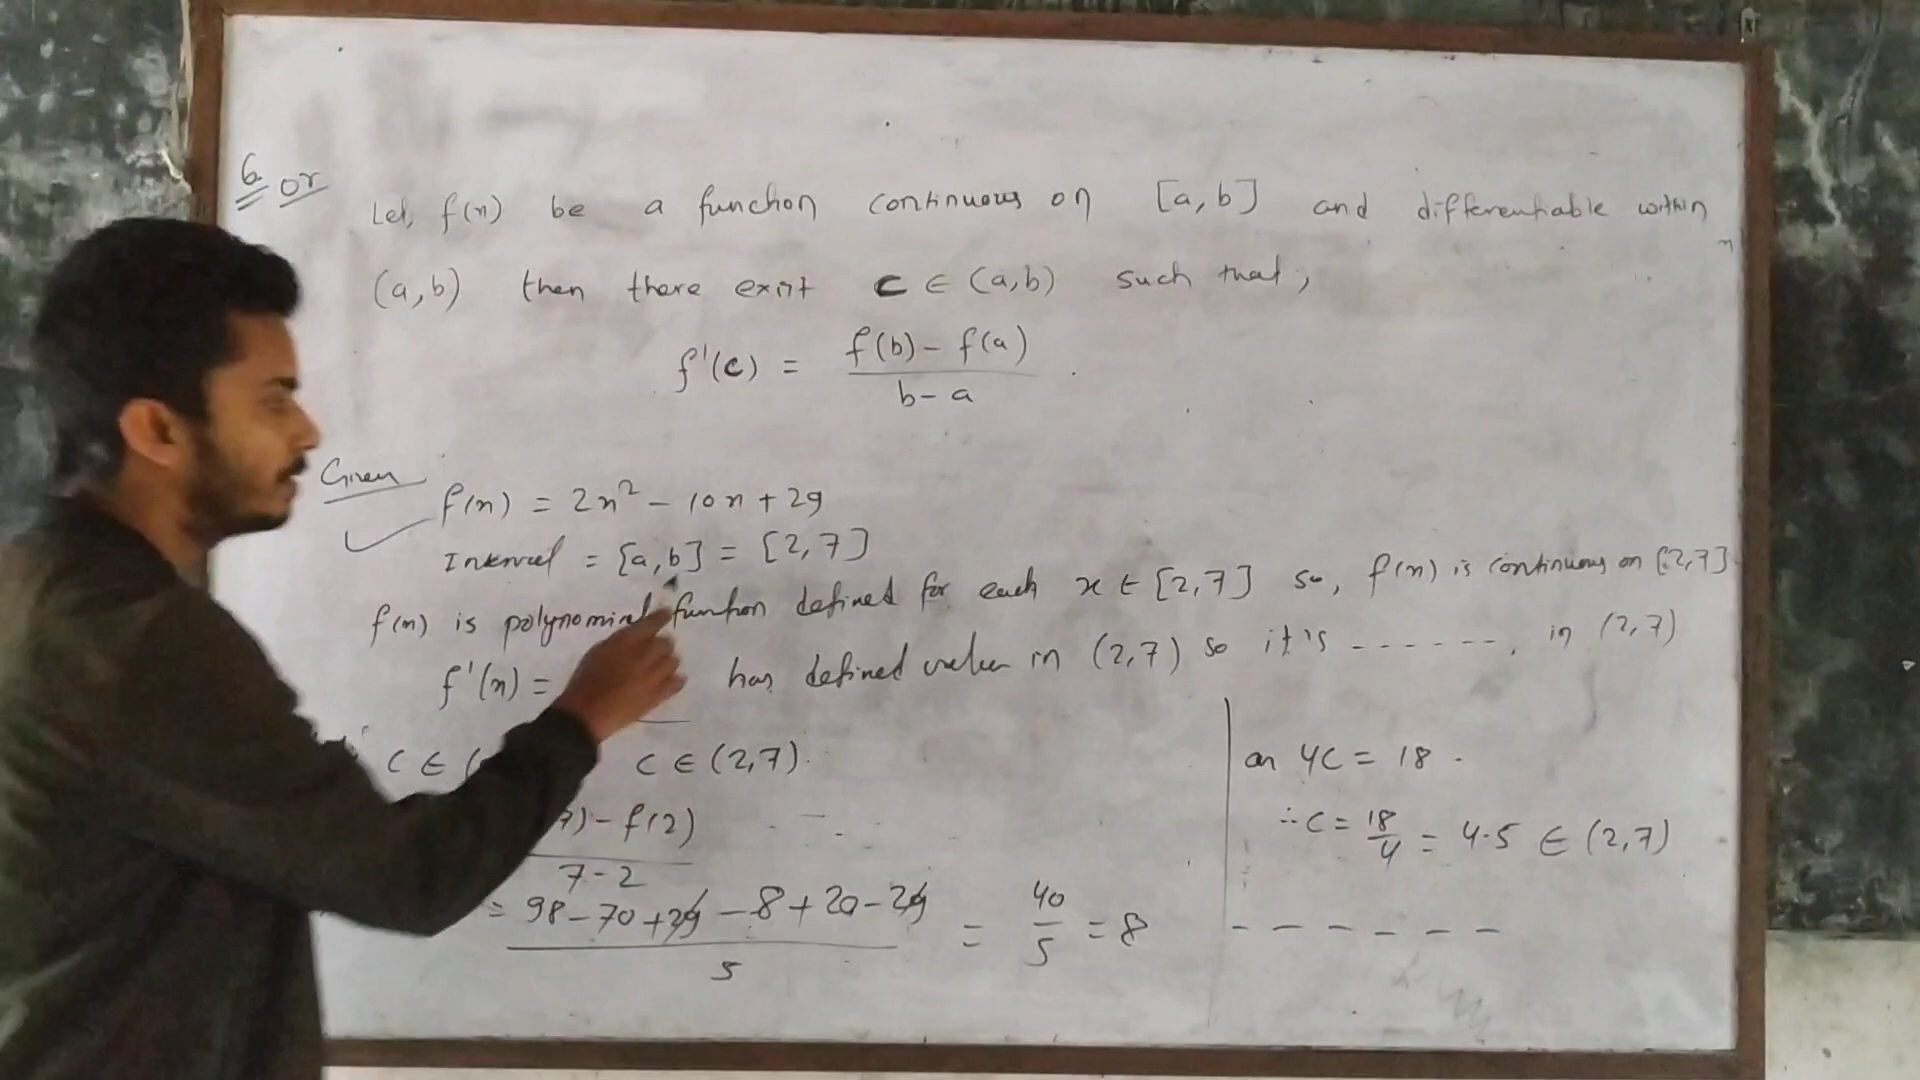 6 or
Let, f(n) be a function continuous on [a, b] and differentiable within
n
(a,b) then there exist c ∈ (a,b) such that,
f'(c) = f(b) - f(a) / b - a .
Given
f(n) = 2n² - 10n + 29
Interval = [a, b] = [2, 7]
f(n) is polynomial function defined for each x ∈ [2,7] so, f(n) is continuous on [2,7]
f'(n) = has defined value in (2,7) so it's - - - - - - , in (2,7)
c ∈ ( c ∈ (2,7).
7) - f(2)
7 - 2
= 98 - 70 + 29 - 8 + 20 - 29 / 5 = 40 / 5 = 8
or 4c = 18 .
∴ c = 18 / 4 = 4.5 ∈ (2,7)
- - - - - -